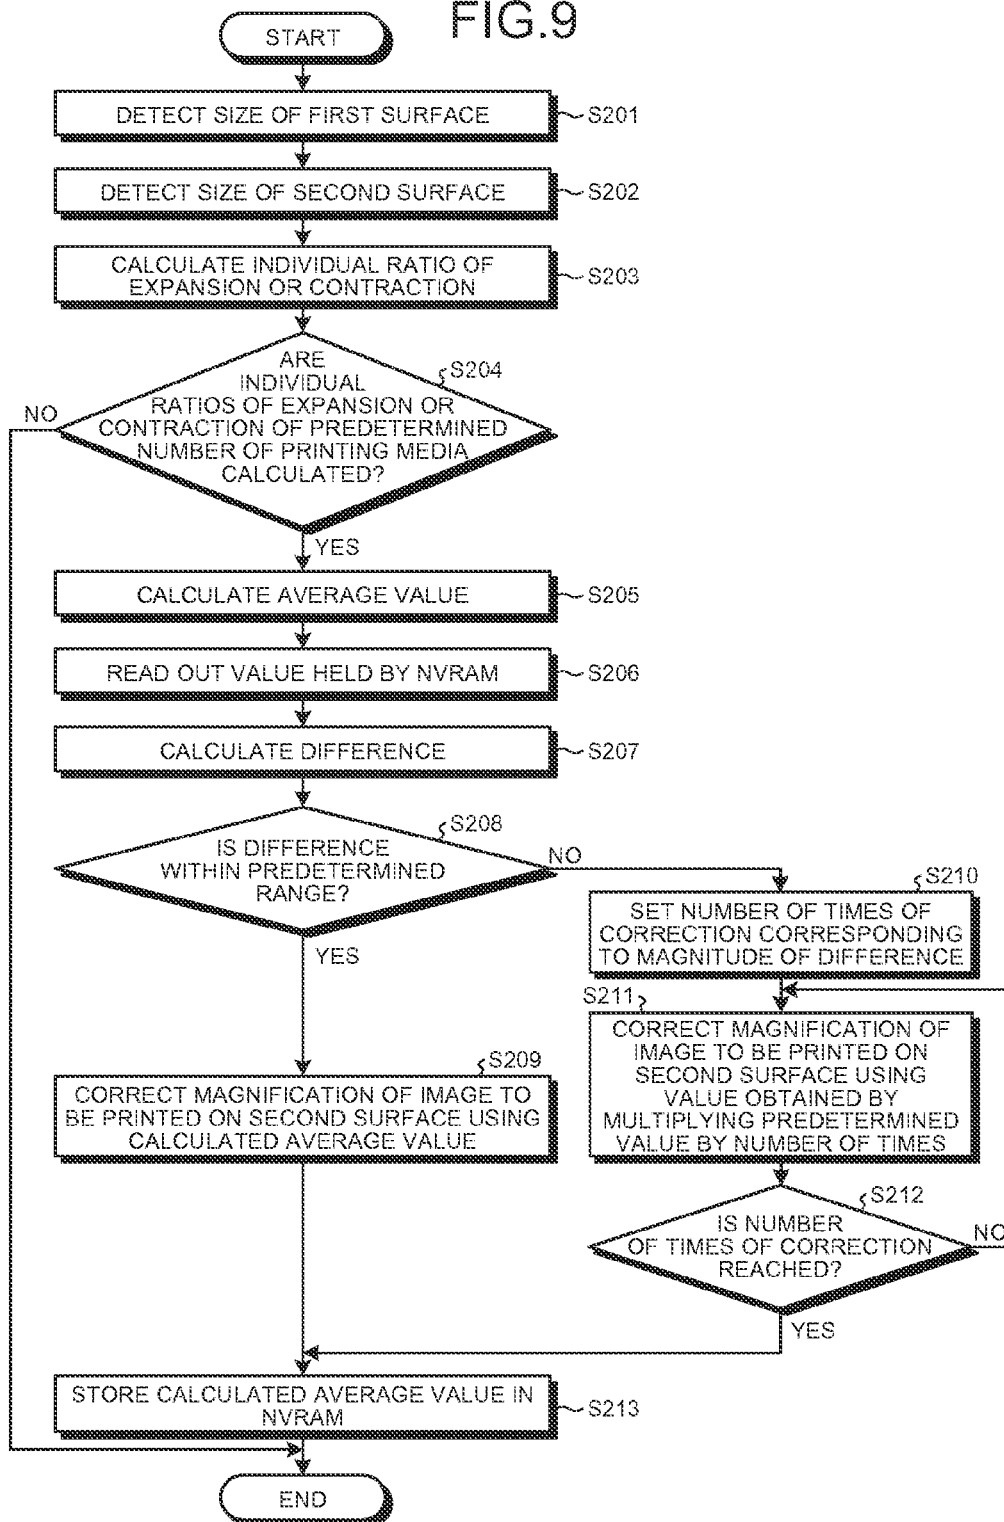 FIG.9
START
DETECT SIZE OF FIRST SURFACE
S201
DETECT SIZE OF SECOND SURFACE
S202
CALCULATE INDIVIDUAL RATIO OF
EXPANSION OR CONTRACTION
S203
ARE
INDIVIDUAL
RATIOS OF EXPANSION OR
CONTRACTION OF PREDETERMINED
NUMBER OF PRINTING MEDIA
CALCULATED?
S204
NO
YES
CALCULATE AVERAGE VALUE
S205
READ OUT VALUE HELD BY NVRAM
S206
CALCULATE DIFFERENCE
S207
IS DIFFERENCE
WITHIN PREDETERMINED
RANGE?
S208
NO
YES
S210
SET NUMBER OF TIMES OF
CORRECTION CORRESPONDING
TO MAGNITUDE OF DIFFERENCE
S211
CORRECT MAGNIFICATION OF
IMAGE TO BE PRINTED ON
SECOND SURFACE USING
VALUE OBTAINED BY
MULTIPLYING PREDETERMINED
VALUE BY NUMBER OF TIMES
S209
CORRECT MAGNIFICATION OF IMAGE TO
BE PRINTED ON SECOND SURFACE USING
CALCULATED AVERAGE VALUE
S212
IS NUMBER
OF TIMES OF CORRECTION
REACHED?
NO
YES
STORE CALCULATED AVERAGE VALUE IN
NVRAM
S213
END